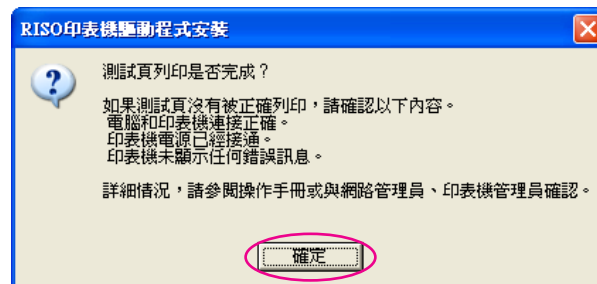 RISO印表機驅動程式安裝
測試頁列印是否完成？
如果測試頁沒有被正確列印，請確認以下內容。
電腦和印表機連接正確。
印表機電源已經接通。
印表機未顯示任何錯誤訊息。
詳細情況，請參閱操作手冊或與網路管理員、印表機管理員確認。
確定